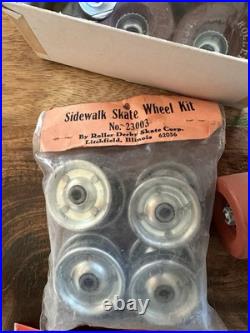 Sidewalk Skate Wheel Kit
No. 23003
By Roller Derby Skate Corp.
Litchfield, Illinois 62056